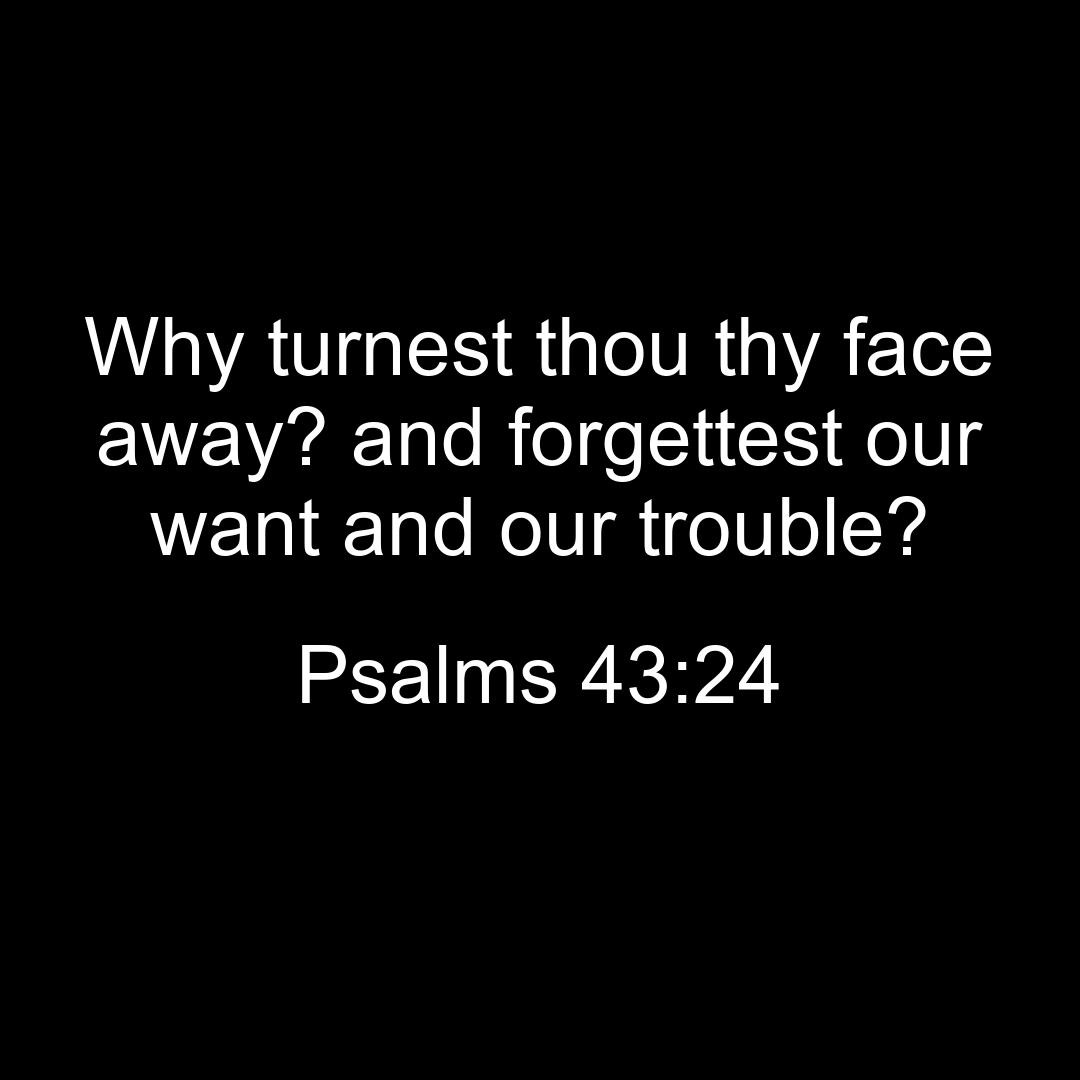 Why turnest thou thy face
away? and forgettest our
want and our trouble?
Psalms 43:24